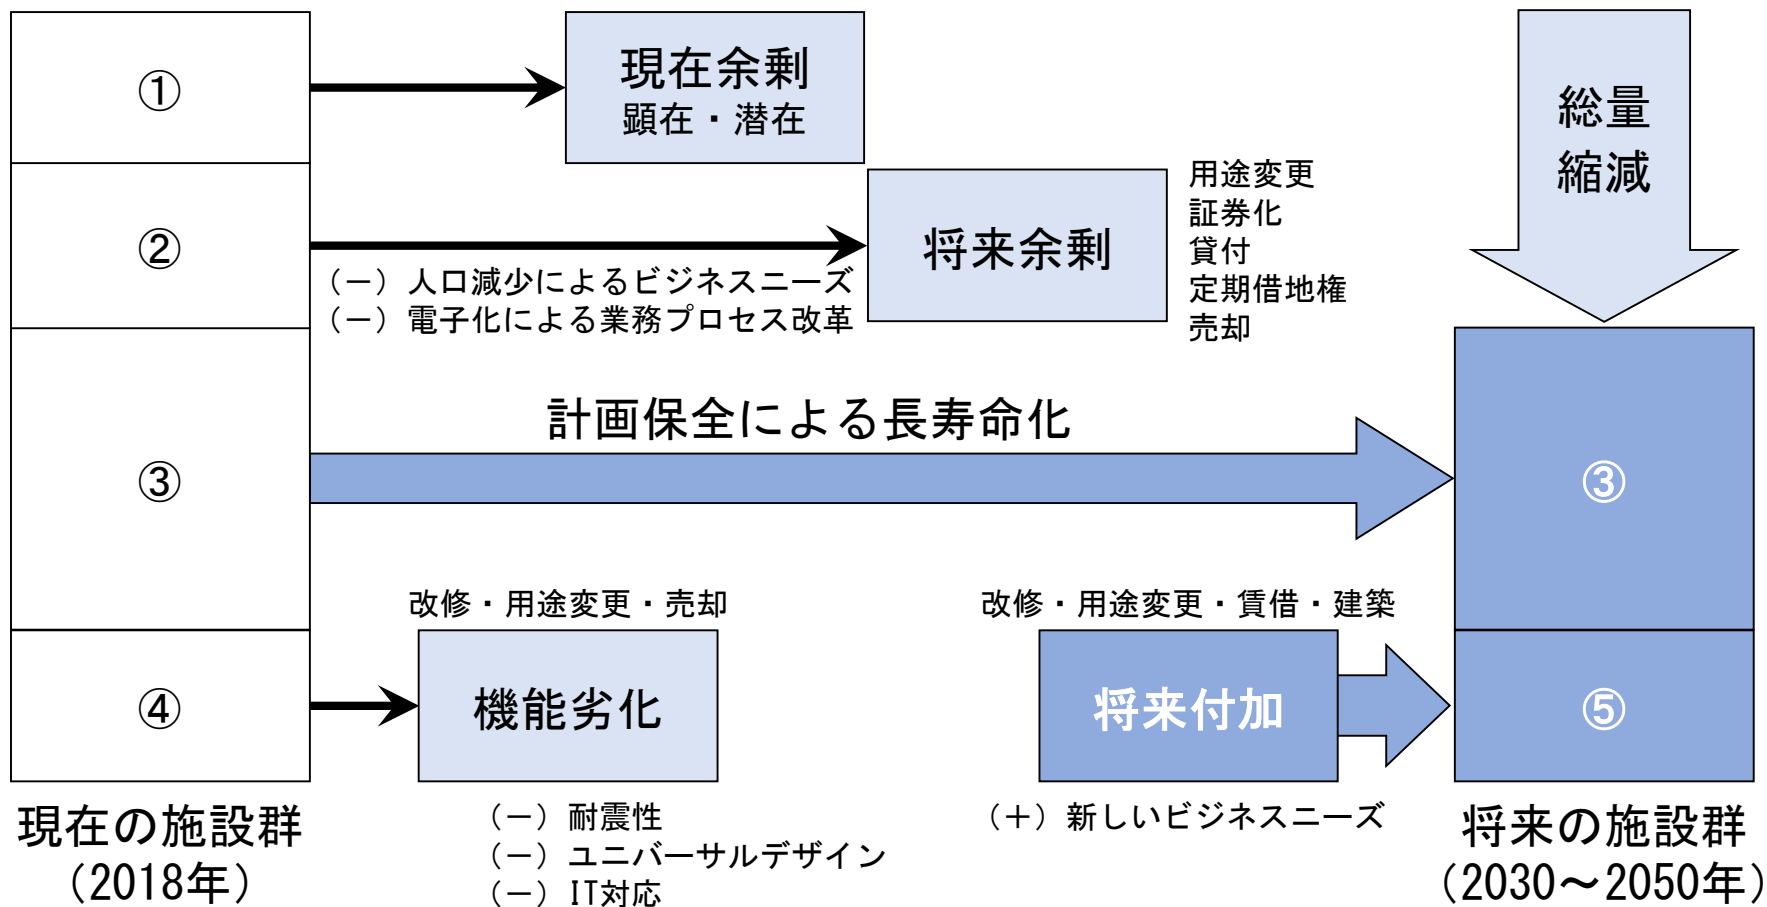 ①
現在余剰
顕在・潜在
総量
縮減
②
将来余剰
用途変更
証券化
貸付
定期借地権
売却
（－）人口減少によるビジネスニーズ
（－）電子化による業務プロセス改革
計画保全による長寿命化
③
③
改修・用途変更・売却
改修・用途変更・賃借・建築
④
機能劣化
将来付加
⑤
現在の施設群
（2018年）
（－）耐震性
（－）ユニバーサルデザイン
（－）IT対応
（＋）新しいビジネスニーズ
将来の施設群
（2030～2050年）